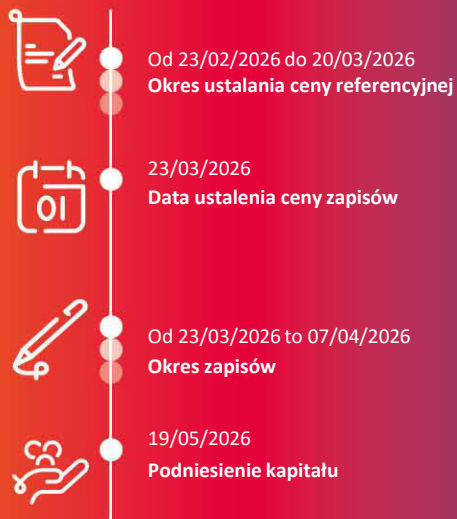 Od 23/02/2026 do 20/03/2026
Okres ustalania ceny referencyjnej
23/03/2026
01
Data ustalenia ceny zapisów
Od 23/03/2026 to 07/04/2026
Okres zapisów
19/05/2026
Podniesienie kapitału